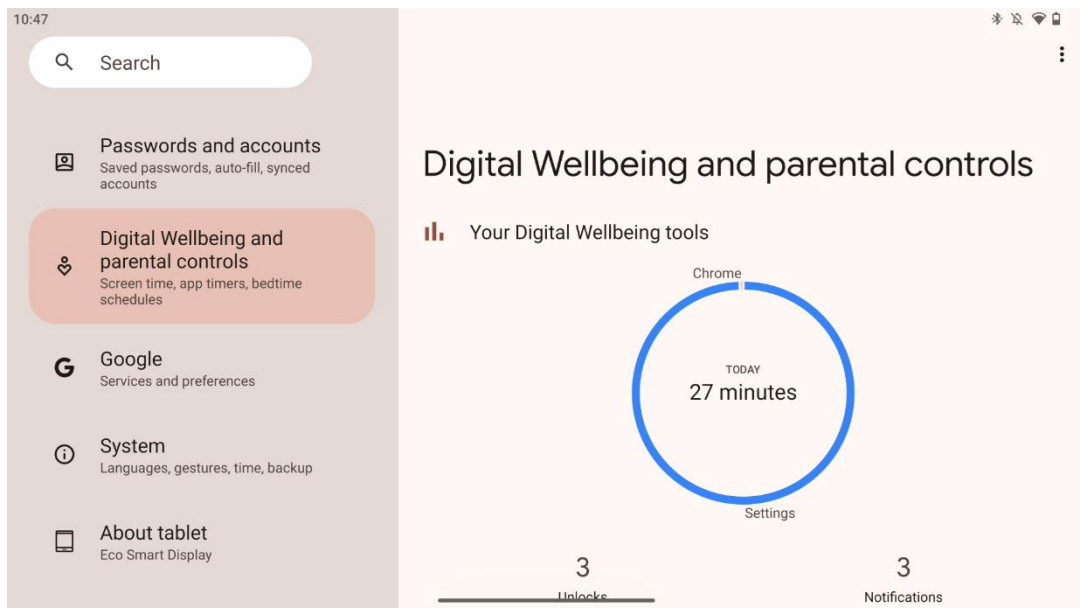 10:47
Search
Passwords and accounts
Saved passwords, auto-fill, synced
accounts
Digital Wellbeing and
parental controls
Screen time, app timers, bedtime
schedules
Google
Services and preferences
System
Languages, gestures, time, backup
About tablet
Eco Smart Display
Digital Wellbeing and parental controls
Your Digital Wellbeing tools
Chrome
TODAY
27 minutes
Settings
3
Unlocks
3
Notifications